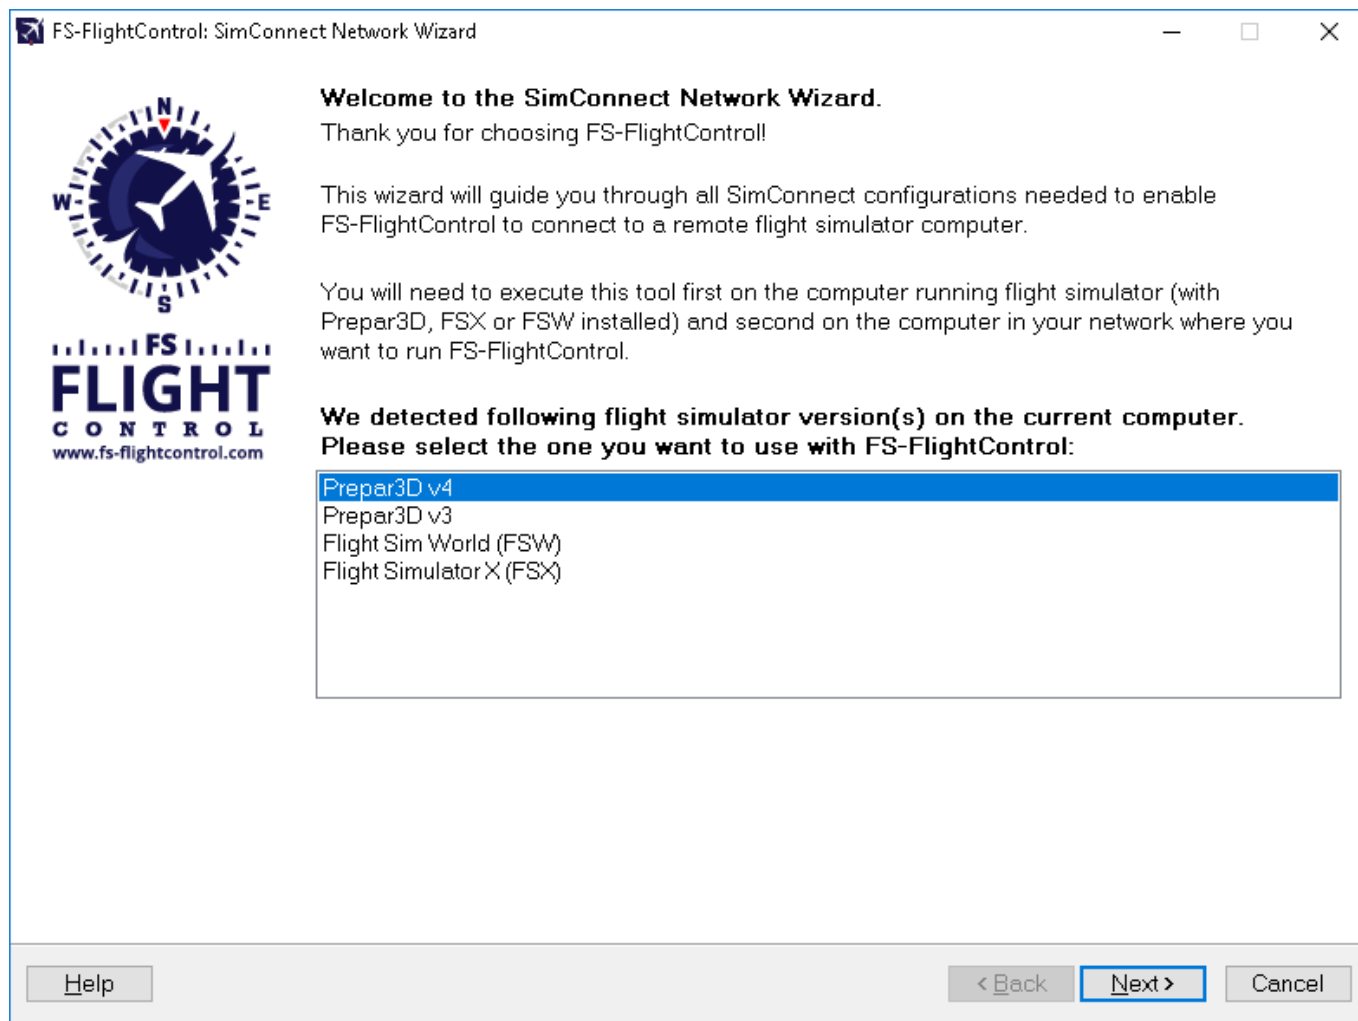 FS-FlightControl: SimConnect Network Wizard
N
W
E
S
FS
FLIGHT
CONTROL
www.fs-flightcontrol.com
Welcome to the SimConnect Network Wizard.
Thank you for choosing FS-FlightControl!
This wizard will guide you through all SimConnect configurations needed to enable
FS-FlightControl to connect to a remote flight simulator computer.
You will need to execute this tool first on the computer running flight simulator (with
Prepar3D, FSX or FSW installed) and second on the computer in your network where you
want to run FS-FlightControl.
We detected following flight simulator version(s) on the current computer.
Please select the one you want to use with FS-FlightControl:
Prepar3D v4
Prepar3D v3
Flight Sim World (FSW)
Flight Simulator X (FSX)
Help
< Back
Next >
Cancel